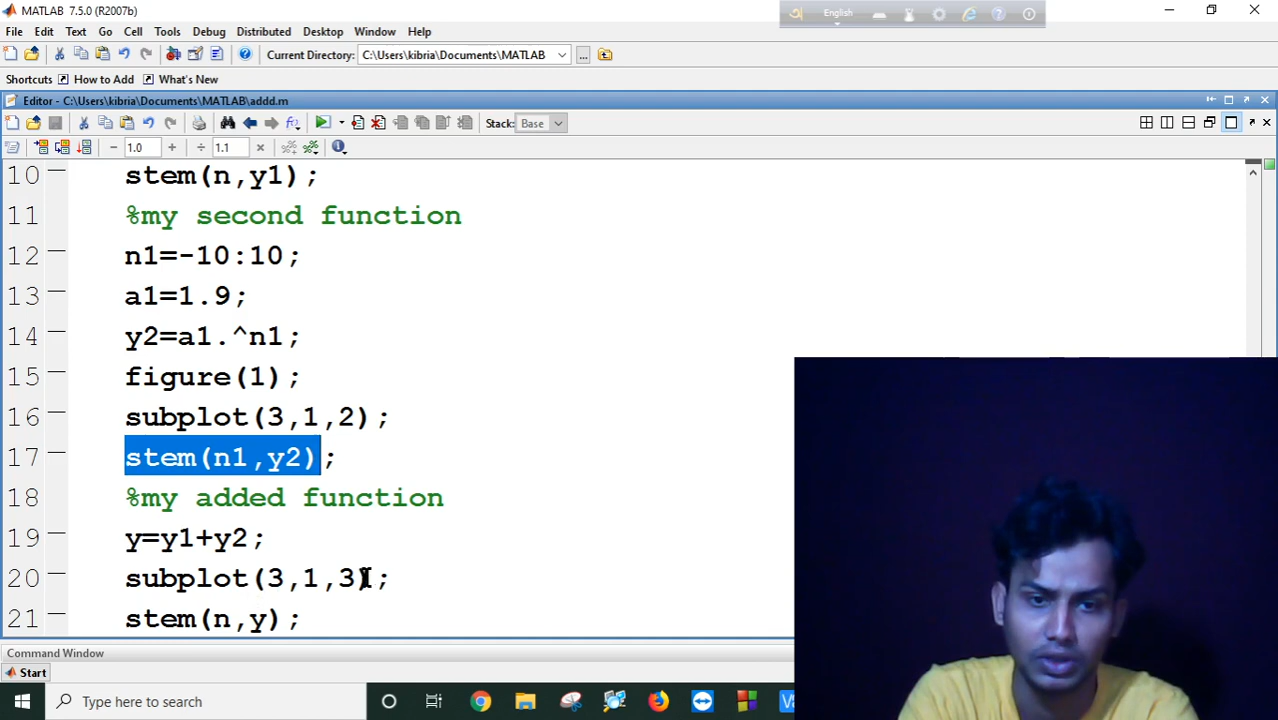 MATLAB 7.5.0 (R2007b)
English
File Edit Text Go Cell Tools Debug Distributed Desktop Window Help
Current Directory: C:\Users\kibria\Documents\MATLAB ...
Shortcuts How to Add What's New
Editor - C:\Users\kibria\Documents\MATLAB\addd.m
Stack: Base
1.0 + ÷ 1.1 ×
10 stem(n,y1);
11 %my second function
12 n1=-10:10;
13 a1=1.9;
14 y2=a1.^n1;
15 figure(1);
16 subplot(3,1,2);
17 stem(n1,y2);
18 %my added function
19 y=y1+y2;
20 subplot(3,1,3);
21 stem(n,y);
Command Window
Start
Type here to search